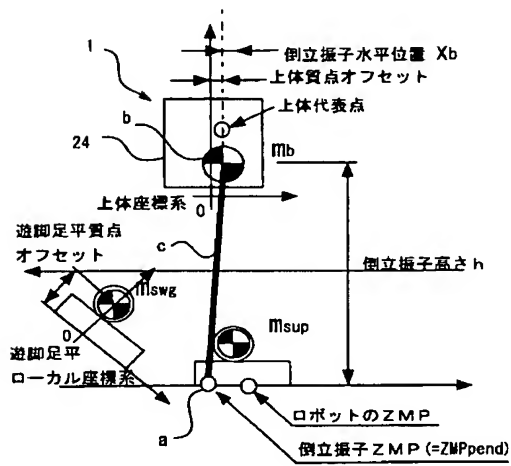 倒立振子水平位置 Xb
上体質点オフセット
1
上体代表点
b
24
mb
上体座標系
0
遊脚足平質点
オフセット
c
倒立振子高さh
mswg
msup
0
遊脚足平
ローカル座標系
ロボットのZMP
a
倒立振子ZMP(=ZMPpend)